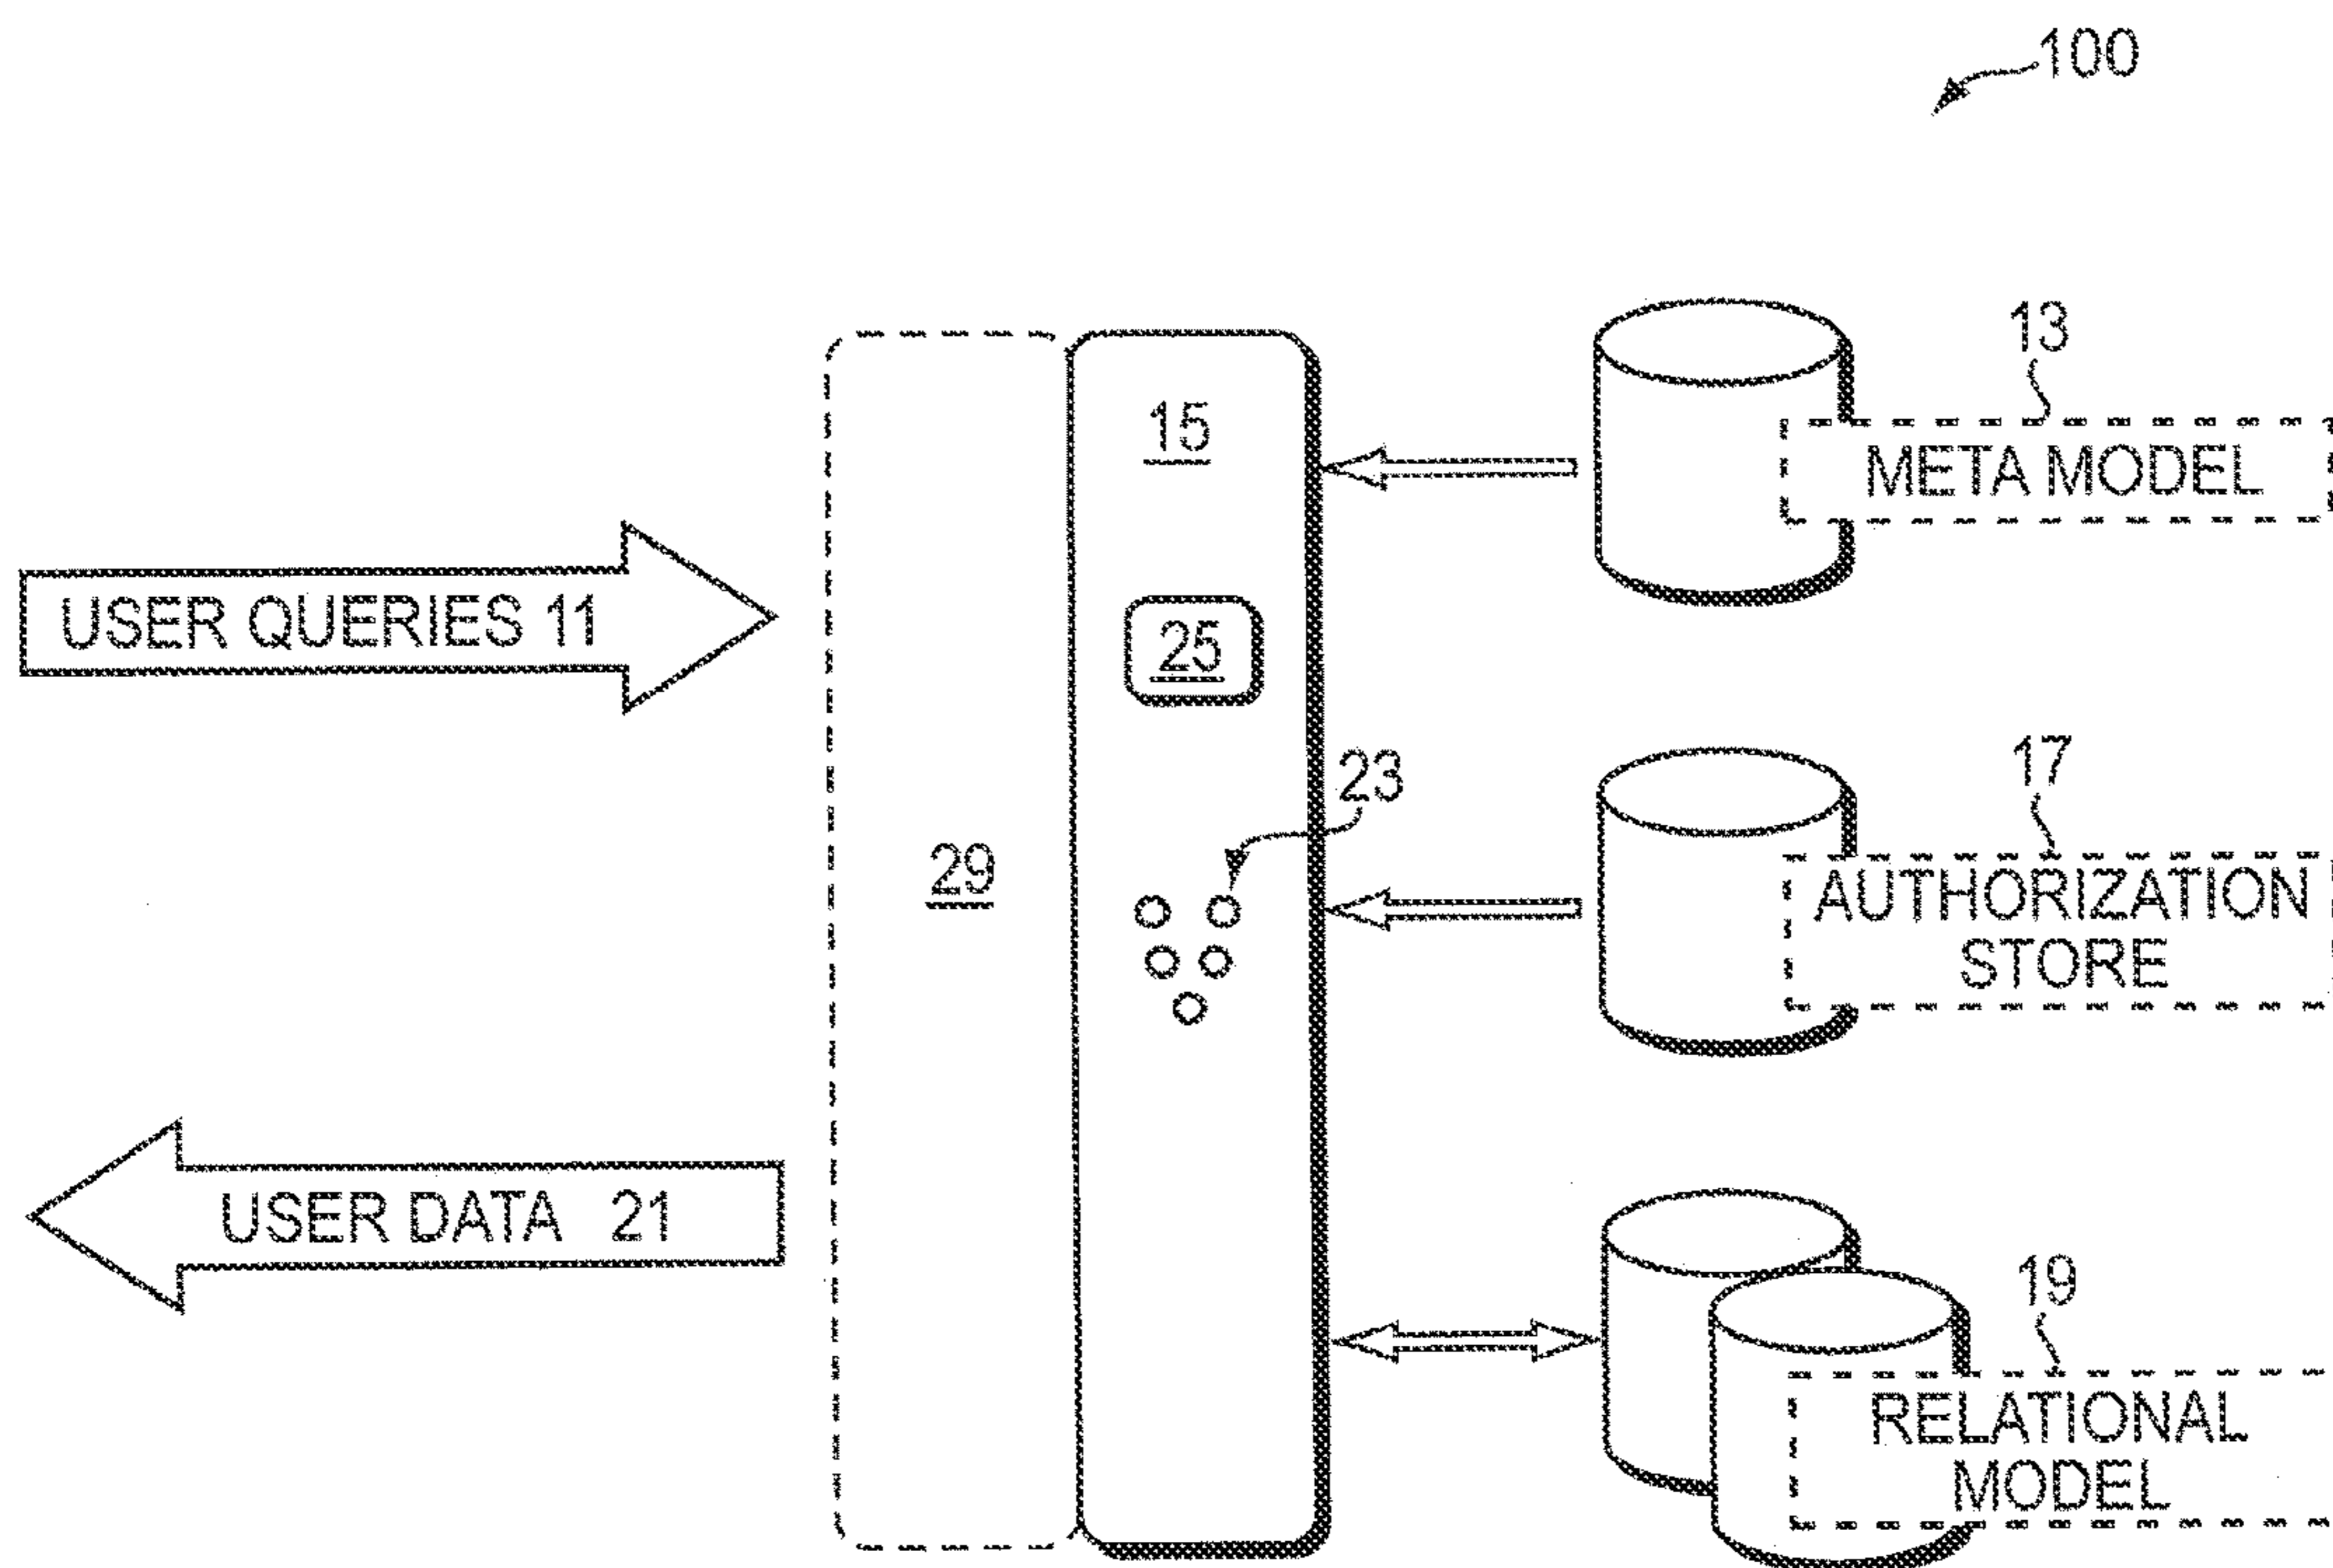 100
13
15
META MODEL
USER QUERIES 11
25
17
23
29
AUTHORIZATION
STORE
USER DATA 21
19
RELATIONAL
MODEL